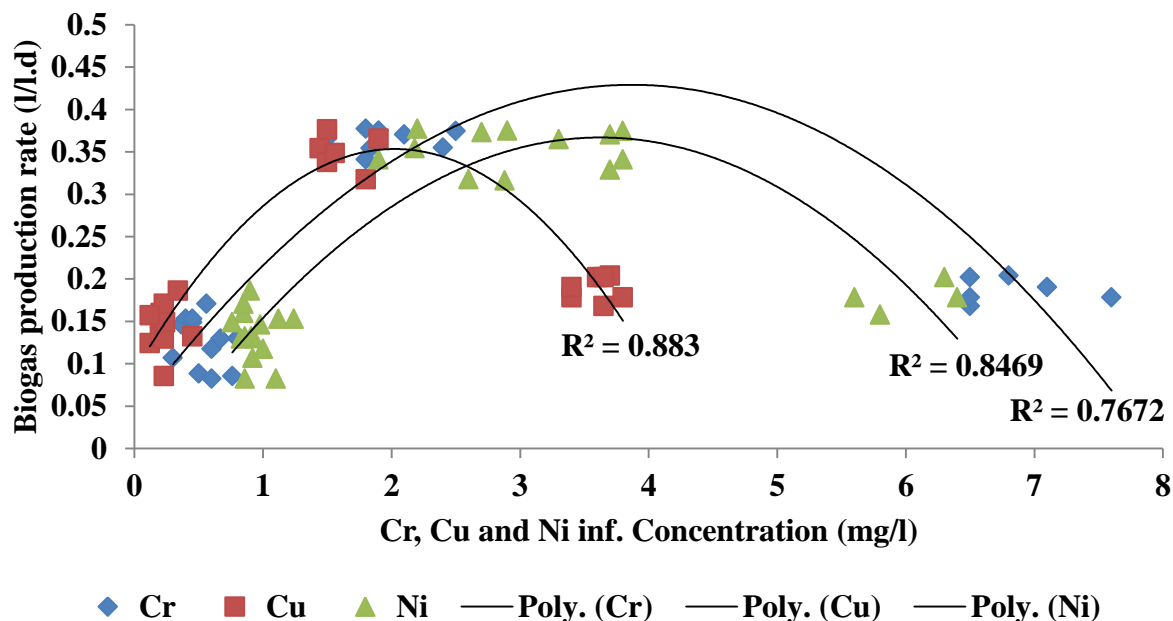 Biogas production rate (l/l.d)
0.5
0.45
0.4
0.35
0.3
0.25
0.2
0.15
0.1
0.05
0
R² = 0.883
R² = 0.8469
R² = 0.7672
0 1 2 3 4 5 6 7 8
Cr, Cu and Ni inf. Concentration (mg/l)
Cr Cu Ni Poly. (Cr) Poly. (Cu) Poly. (Ni)